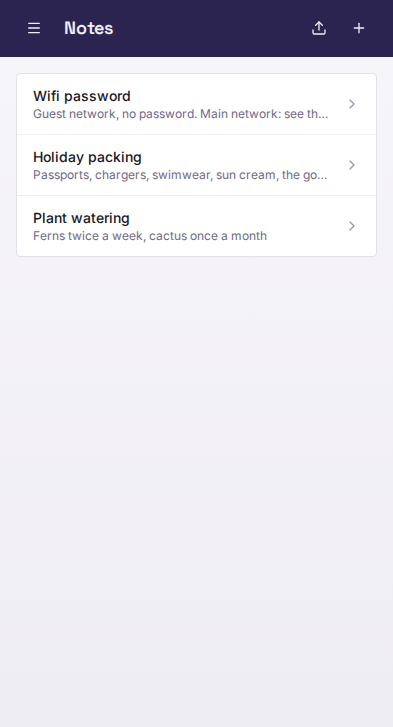 Notes
Wifi password
Guest network, no password. Main network: see th...
Holiday packing
Passports, chargers, swimwear, sun cream, the go...
Plant watering
Ferns twice a week, cactus once a month